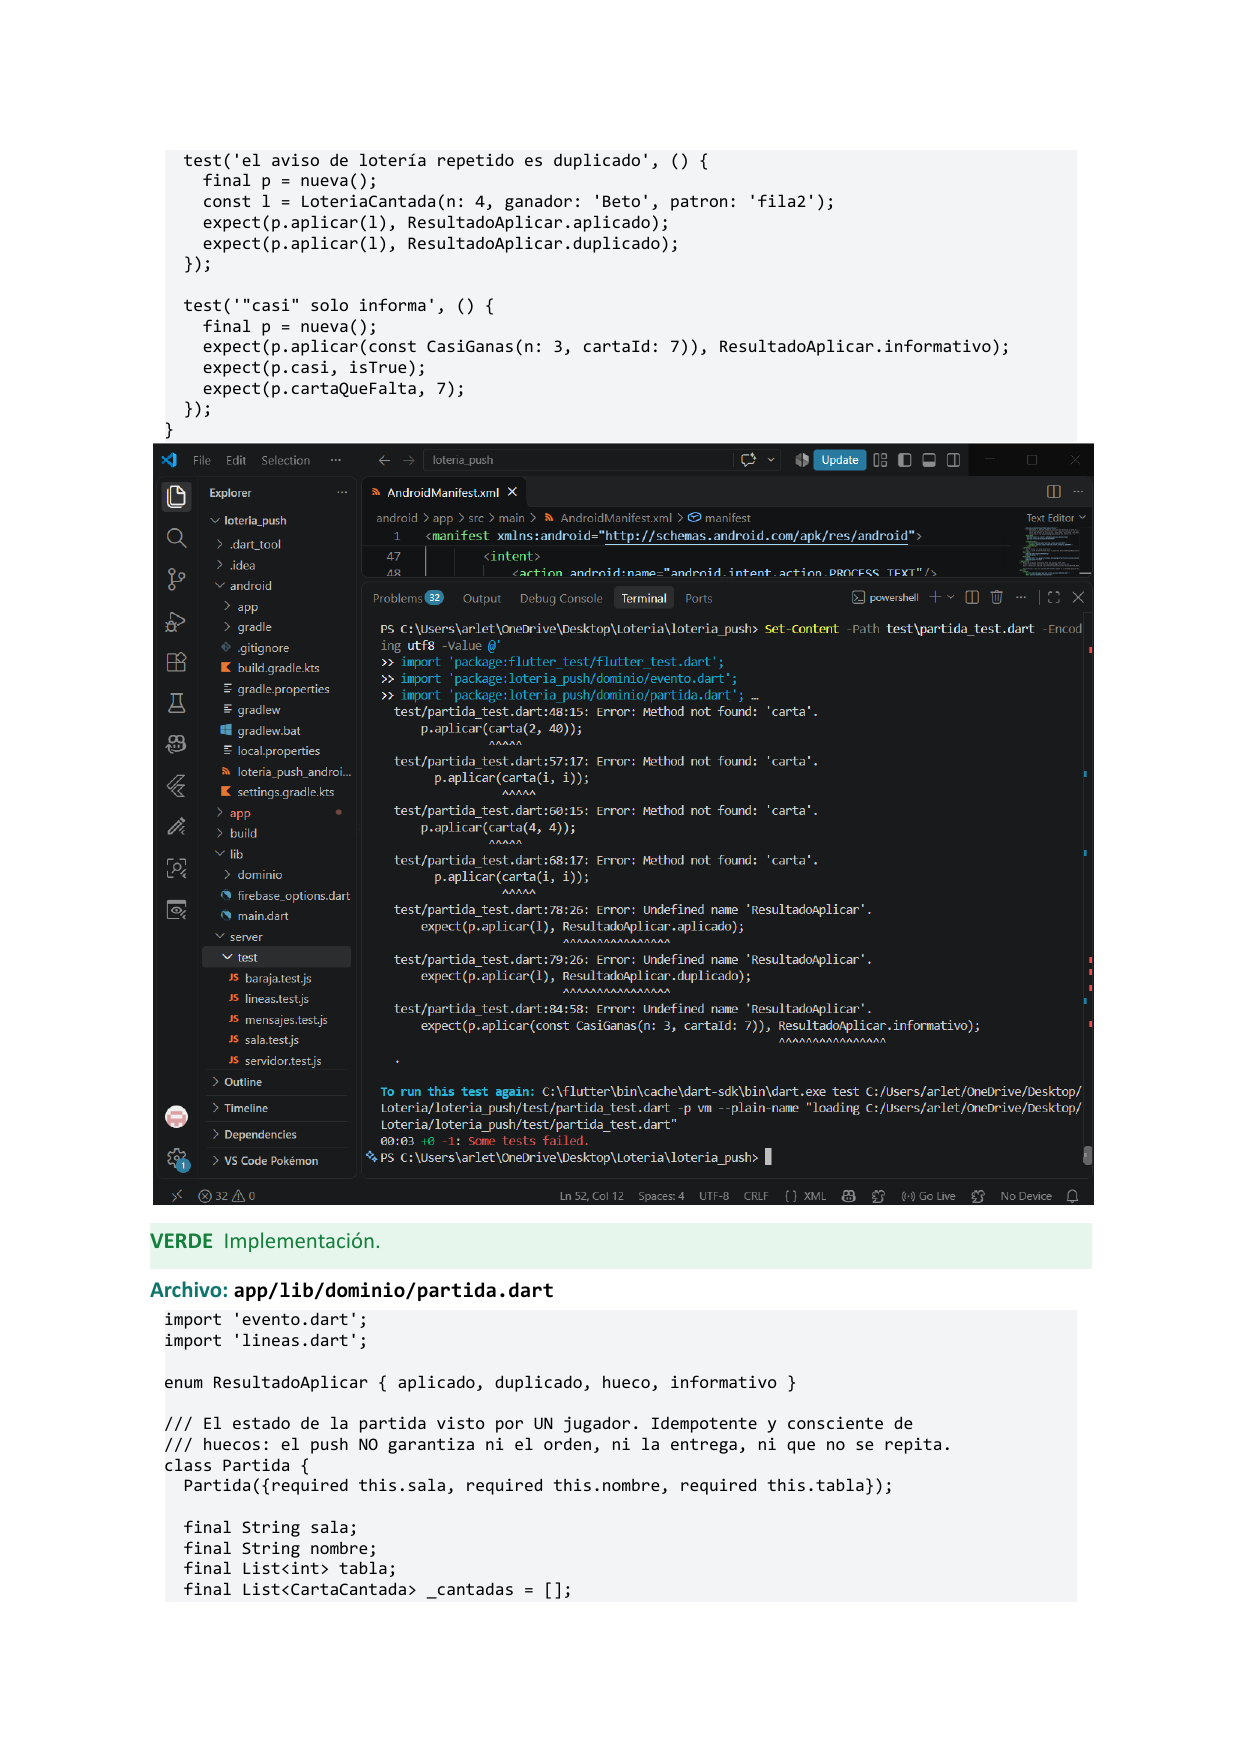 test('el aviso de lotería repetido es duplicado', () {
final p = nueva();
const l = LoteriaCantada(n: 4, ganador: 'Beto', patron: 'fila2');
expect(p.aplicar(l), ResultadoAplicar.aplicado);
expect(p.aplicar(l), ResultadoAplicar.duplicado);
});
test('"casi" solo informa', () {
final p = nueva();
expect(p.aplicar(const CasiGanas(n: 3, cartaId: 7)), ResultadoAplicar.informativo);
expect(p.casi, isTrue);
expect(p.cartaQueFalta, 7);
});
}
File Edit Selection ··· loteria_push Update
Explorer ···
loteria_push
.dart_tool
.idea
android
app
gradle
.gitignore
build.gradle.kts
gradle.properties
gradlew
gradlew.bat
local.properties
loteria_push_androi...
settings.gradle.kts
app
build
lib
dominio
firebase_options.dart
main.dart
server
test
baraja.test.js
lineas.test.js
mensajes.test.js
sala.test.js
servidor.test.js
Outline
Timeline
Dependencies
VS Code Pokémon
AndroidManifest.xml
android > app > src > main > AndroidManifest.xml > manifest
Text Editor
1 <manifest xmlns:android="http://schemas.android.com/apk/res/android">
47 <intent>
48 <action android:name="android.intent.action.PROCESS_TEXT"/>
Problems 32 Output Debug Console Terminal Ports powershell
PS C:\Users\arlet\OneDrive\Desktop\Loteria\loteria_push> Set-Content -Path test\partida_test.dart -Encod
ing utf8 -Value @'
>> import 'package:flutter_test/flutter_test.dart';
>> import 'package:loteria_push/dominio/evento.dart';
>> import 'package:loteria_push/dominio/partida.dart'; …
test/partida_test.dart:48:15: Error: Method not found: 'carta'.
p.aplicar(carta(2, 40));
^^^^^
test/partida_test.dart:57:17: Error: Method not found: 'carta'.
p.aplicar(carta(i, i));
^^^^^
test/partida_test.dart:60:15: Error: Method not found: 'carta'.
p.aplicar(carta(4, 4));
^^^^^
test/partida_test.dart:68:17: Error: Method not found: 'carta'.
p.aplicar(carta(i, i));
^^^^^
test/partida_test.dart:78:26: Error: Undefined name 'ResultadoAplicar'.
expect(p.aplicar(l), ResultadoAplicar.aplicado);
^^^^^^^^^^^^^^^^
test/partida_test.dart:79:26: Error: Undefined name 'ResultadoAplicar'.
expect(p.aplicar(l), ResultadoAplicar.duplicado);
^^^^^^^^^^^^^^^^
test/partida_test.dart:84:58: Error: Undefined name 'ResultadoAplicar'.
expect(p.aplicar(const CasiGanas(n: 3, cartaId: 7)), ResultadoAplicar.informativo);
^^^^^^^^^^^^^^^^
.
To run this test again: C:\flutter\bin\cache\dart-sdk\bin\dart.exe test C:/Users/arlet/OneDrive/Desktop/
Loteria/loteria_push/test/partida_test.dart -p vm --plain-name "loading C:/Users/arlet/OneDrive/Desktop/
Loteria/loteria_push/test/partida_test.dart"
00:03 +0 -1: Some tests failed.
PS C:\Users\arlet\OneDrive\Desktop\Loteria\loteria_push>
32 0 Ln 52, Col 12 Spaces: 4 UTF-8 CRLF { } XML Go Live No Device
VERDE Implementación.
Archivo: app/lib/dominio/partida.dart
import 'evento.dart';
import 'lineas.dart';
enum ResultadoAplicar { aplicado, duplicado, hueco, informativo }
/// El estado de la partida visto por UN jugador. Idempotente y consciente de
/// huecos: el push NO garantiza ni el orden, ni la entrega, ni que no se repita.
class Partida {
Partida({required this.sala, required this.nombre, required this.tabla});
final String sala;
final String nombre;
final List<int> tabla;
final List<CartaCantada> _cantadas = [];